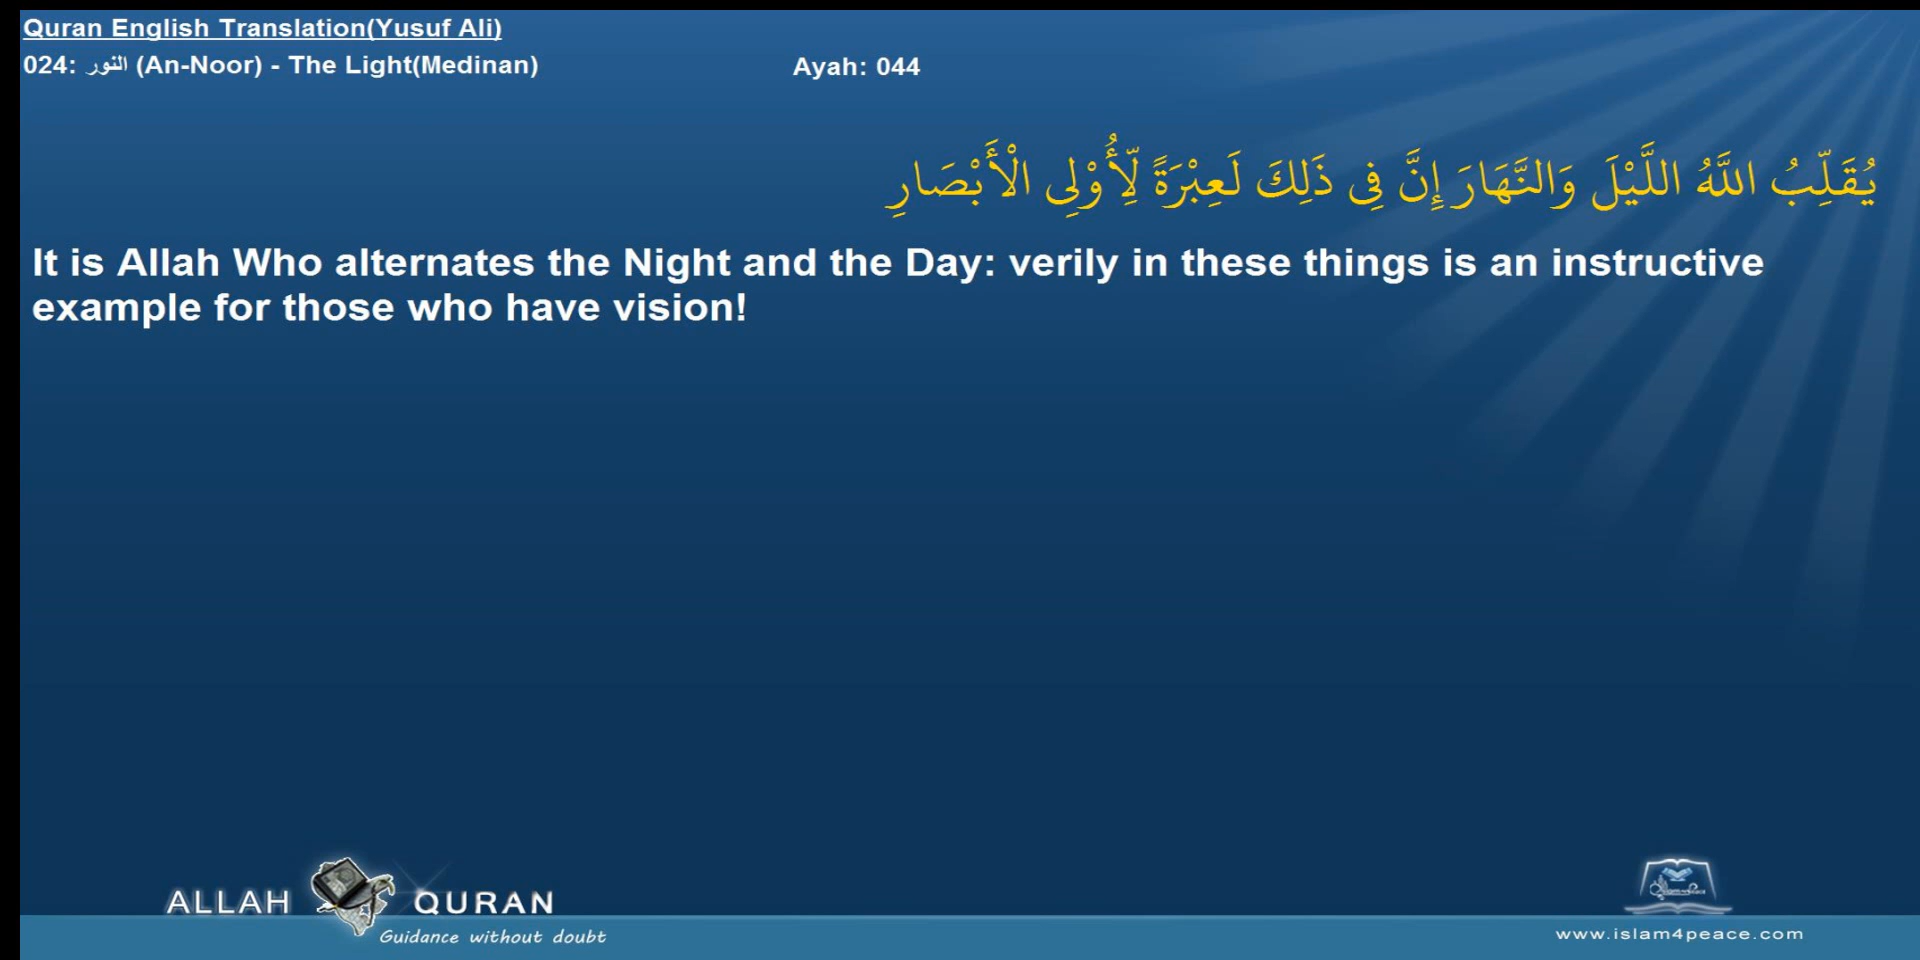 Quran English Translation(Yusuf Ali)
024: النور (An-Noor) - The Light(Medinan)
Ayah: 044
يُقَلِّبُ اللَّهُ اللَّيْلَ وَالنَّهَارَ إِنَّ فِى ذَلِكَ لَعِبْرَةً لِّأُوْلِى الْأَبْصَارِ
It is Allah Who alternates the Night and the Day: verily in these things is an instructive
example for those who have vision!
ALLAH QURAN
Guidance without doubt
www.islam4peace.com